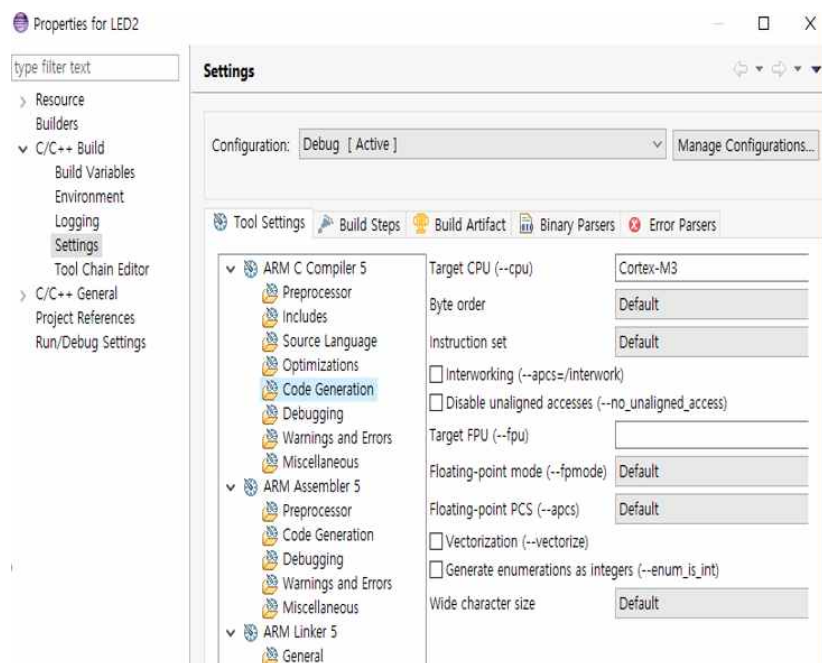 Properties for LED2
type filter text
Resource
Builders
C/C++ Build
Build Variables
Environment
Logging
Settings
Tool Chain Editor
C/C++ General
Project References
Run/Debug Settings
Settings
Configuration: Debug [ Active ] Manage Configurations...
Tool Settings Build Steps Build Artifact Binary Parsers Error Parsers
ARM C Compiler 5
Preprocessor
Includes
Source Language
Optimizations
Code Generation
Debugging
Warnings and Errors
Miscellaneous
ARM Assembler 5
Preprocessor
Code Generation
Debugging
Warnings and Errors
Miscellaneous
ARM Linker 5
General
Target CPU (--cpu) Cortex-M3
Byte order Default
Instruction set Default
Interworking (--apcs=/interwork)
Disable unaligned accesses (--no_unaligned_access)
Target FPU (--fpu)
Floating-point mode (--fpmode) Default
Floating-point PCS (--apcs) Default
Vectorization (--vectorize)
Generate enumerations as integers (--enum_is_int)
Wide character size Default